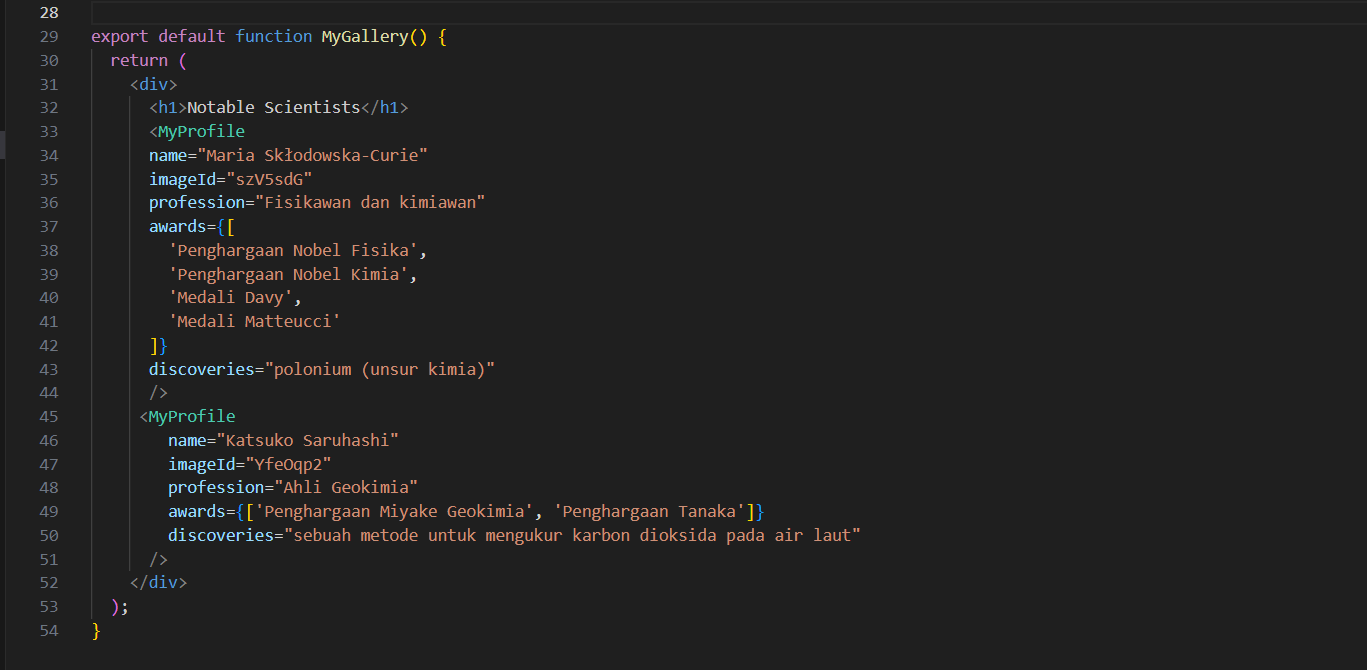 28
29 export default function MyGallery() {
30 return (
31 <div>
32 <h1>Notable Scientists</h1>
33 <MyProfile
34 name="Maria Skłodowska-Curie"
35 imageId="szV5sdG"
36 profession="Fisikawan dan kimiawan"
37 awards={[
38 'Penghargaan Nobel Fisika',
39 'Penghargaan Nobel Kimia',
40 'Medali Davy',
41 'Medali Matteucci'
42 ]}
43 discoveries="polonium (unsur kimia)"
44 />
45 <MyProfile
46 name="Katsuko Saruhashi"
47 imageId="YfeOqp2"
48 profession="Ahli Geokimia"
49 awards={['Penghargaan Miyake Geokimia', 'Penghargaan Tanaka']}
50 discoveries="sebuah metode untuk mengukur karbon dioksida pada air laut"
51 />
52 </div>
53 );
54 }